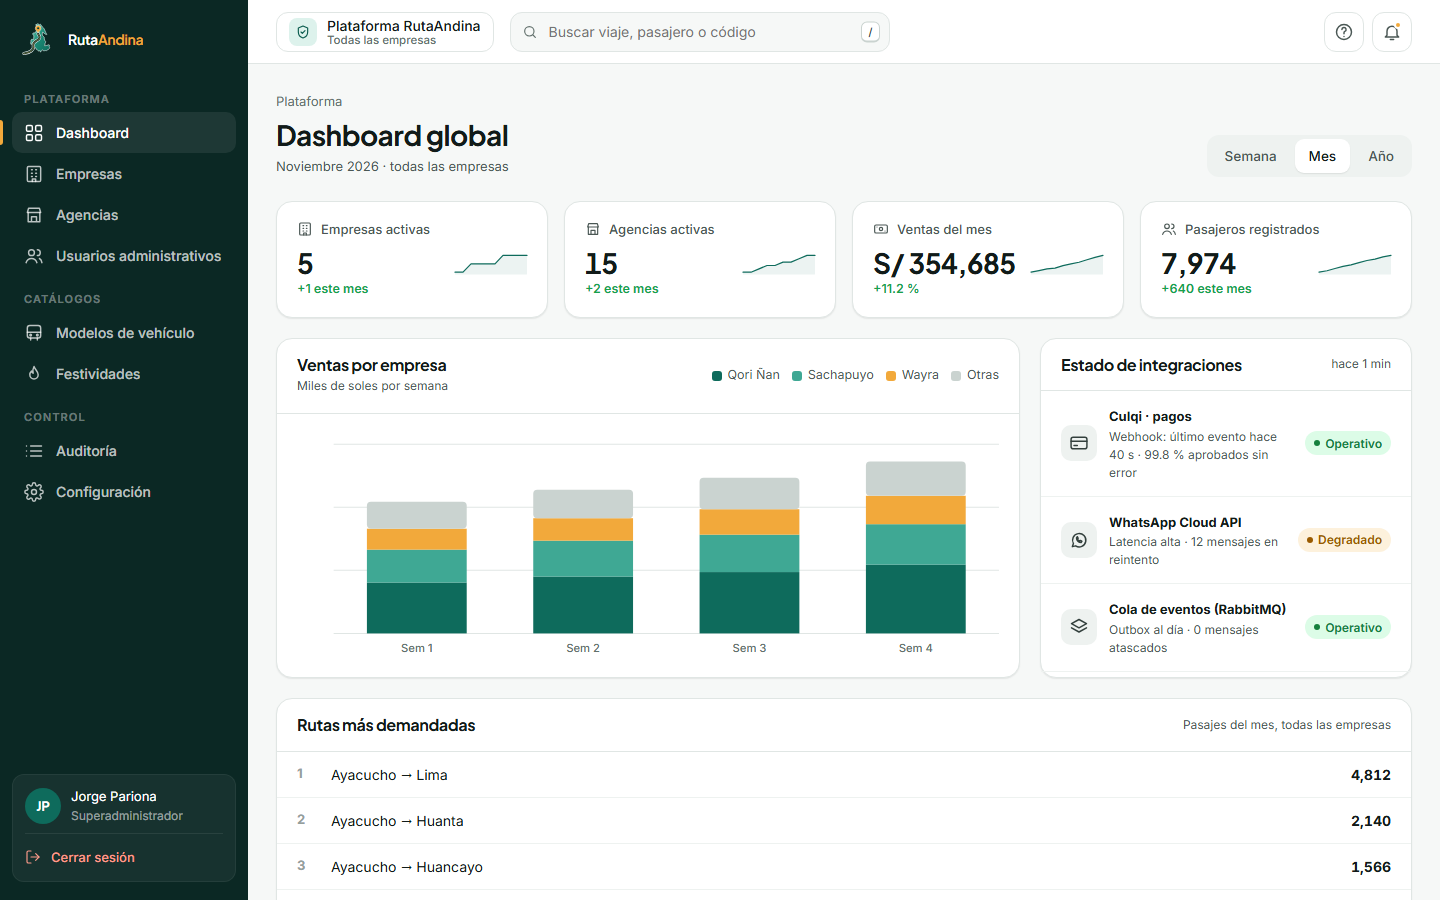 RutaAndina
PLATAFORMA
Dashboard
Empresas
Agencias
Usuarios administrativos
CATÁLOGOS
Modelos de vehículo
Festividades
CONTROL
Auditoría
Configuración
JP
Jorge Pariona
Superadministrador
Cerrar sesión
Plataforma RutaAndina
Todas las empresas
Buscar viaje, pasajero o código
/
Plataforma
Dashboard global
Noviembre 2026 · todas las empresas
Semana
Mes
Año
Empresas activas
5
+1 este mes
Agencias activas
15
+2 este mes
Ventas del mes
S/ 354,685
+11.2 %
Pasajeros registrados
7,974
+640 este mes
Ventas por empresa
Miles de soles por semana
Qori Ñan
Sachapuyo
Wayra
Otras
Sem 1
Sem 2
Sem 3
Sem 4
Estado de integraciones
hace 1 min
Culqi · pagos
Webhook: último evento hace
40 s · 99.8 % aprobados sin
error
Operativo
WhatsApp Cloud API
Latencia alta · 12 mensajes en
reintento
Degradado
Cola de eventos (RabbitMQ)
Outbox al día · 0 mensajes
atascados
Operativo
Rutas más demandadas
Pasajes del mes, todas las empresas
1 Ayacucho → Lima 4,812
2 Ayacucho → Huanta 2,140
3 Ayacucho → Huancayo 1,566